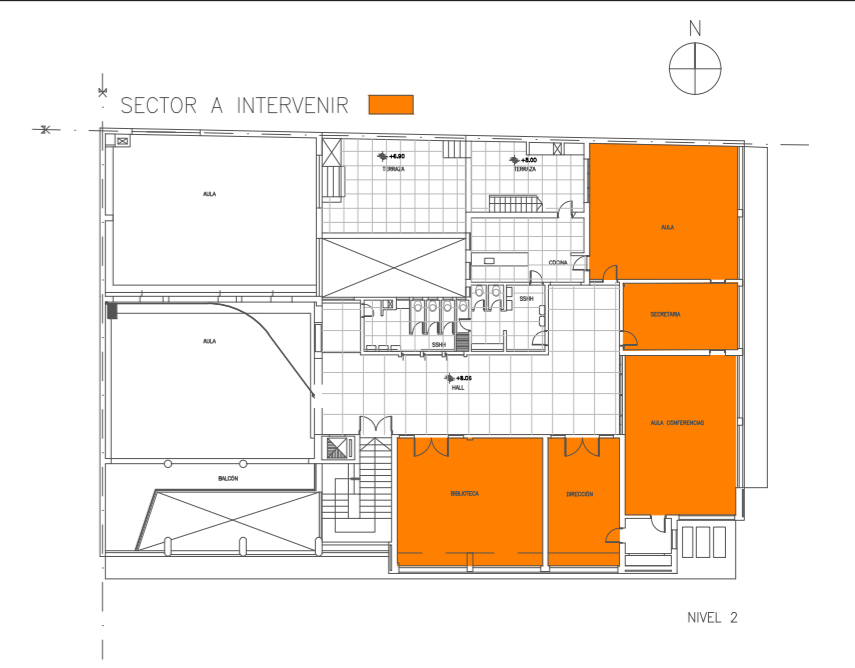 N
SECTOR A INTERVENIR
+6.90
TERRAZA
+8.00
TERRAZA
AULA
AULA
COCINA
SSHH
SECRETARIA
AULA
SSHH
+8.05
HALL
AULA CONFERENCIAS
BALCÓN
BIBLIOTECA
DIRECCIÓN
NIVEL 2